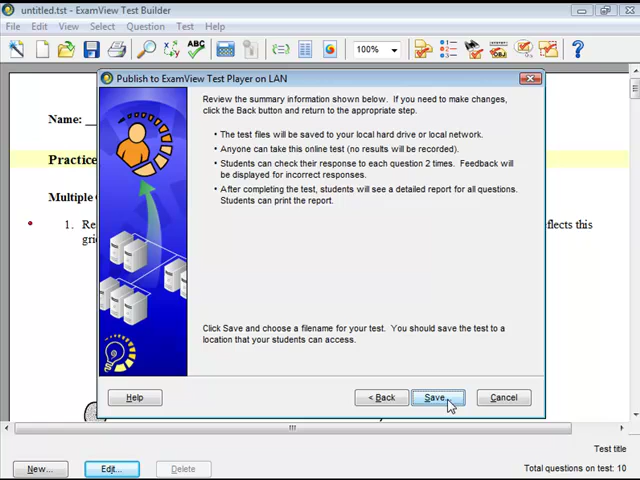 untitled.tst - ExamView Test Builder
File Edit View Select Question Test Help
100%
Publish to ExamView Test Player on LAN
Name: __
Practice
Multiple
1. Re
eflects this
gri
Review the summary information shown below. If you need to make changes,
click the Back button and return to the appropriate step.
• The test files will be saved to your local hard drive or local network.
• Anyone can take this online test (no results will be recorded).
• Students can check their response to each question 2 times. Feedback will
be displayed for incorrect responses.
• After completing the test, students will see a detailed report for all questions.
Students can print the report.
Click Save and choose a filename for your test. You should save the test to a
location that your students can access.
Help < Back Save... Cancel
Test title
New... Edit... Delete Total questions on test: 10